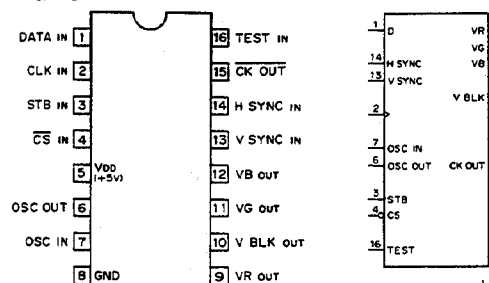 DATA IN 1
CLK IN 2
STB IN 3
CS IN 4
5 VDD (+5V)
OSC OUT 6
OSC IN 7
8 GND
16 TEST IN
15 CK OUT
14 H SYNC IN
13 V SYNC IN
12 VB OUT
11 VG OUT
10 V BLK OUT
9 VR OUT
1 D VR
VG
14 H SYNC VB
13 V SYNC
V BLK
2
7 OSC IN
6 OSC OUT CK OUT
3 STB
4 CS
16 TEST